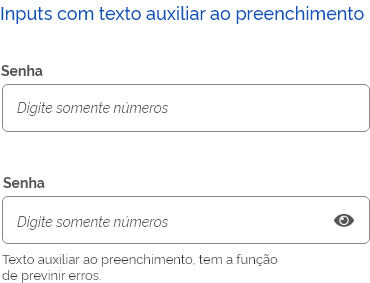 Inputs com texto auxiliar ao preenchimento
Senha
Digite somente números
Senha
Digite somente números
Texto auxiliar ao preenchimento, tem a função
de previnir erros.